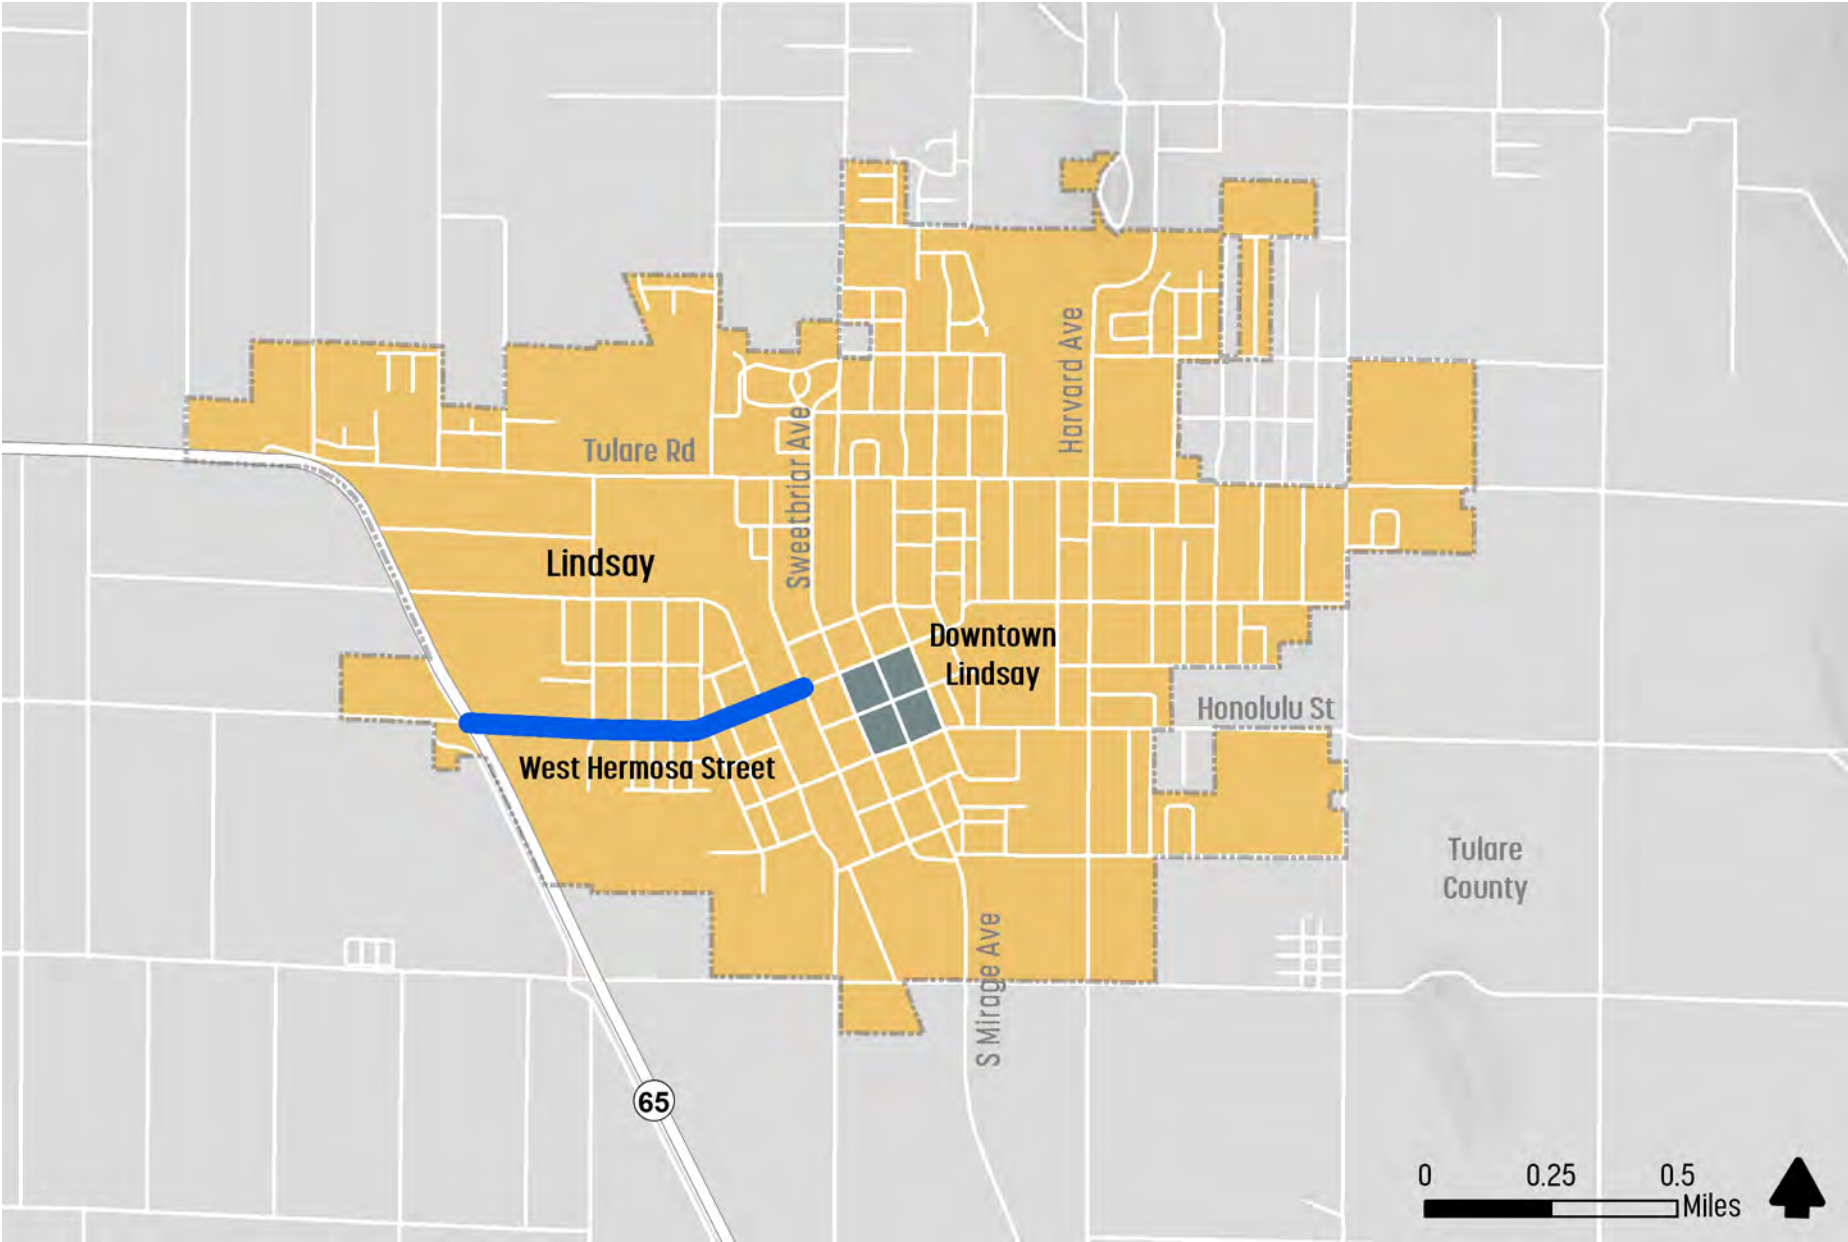 Harvard Ave
Tulare Rd
Sweetbriar Ave
Lindsay
Downtown
Lindsay
Honolulu St
West Hermosa Street
Tulare
County
S Mirage Ave
65
0 0.25 0.5
Miles